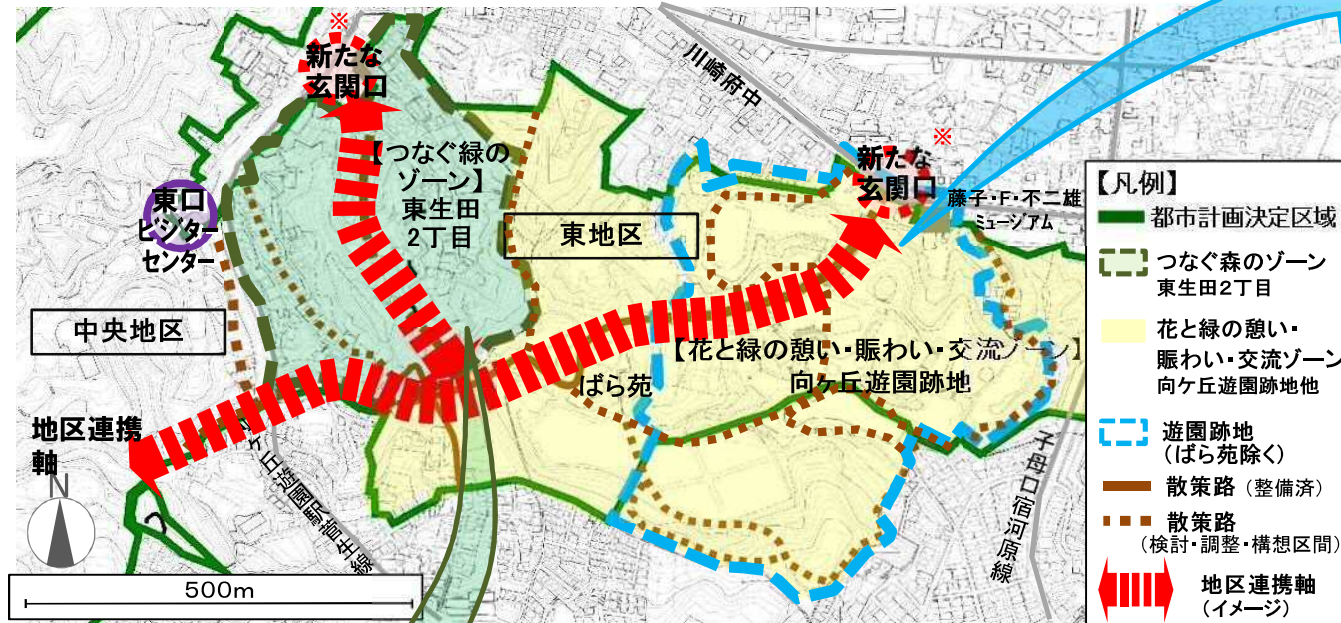 ※
新たな
玄関口
川崎府中
※
新たな
玄関口
藤子・F・不二雄
ミュージアム
【つなぐ緑の
ゾーン】
東生田
2丁目
東地区
東口
ビジター
センター
中央地区
【花と緑の憩い・賑わい・交流ゾーン】
向ヶ丘遊園跡地
ばら苑
地区連携
軸
N
ヶ丘遊園駅菅生線
子母口宿河原線
500m
【凡例】
都市計画決定区域
つなぐ森のゾーン
東生田2丁目
花と緑の憩い・
賑わい・交流ゾーン
向ケ丘遊園跡地他
遊園跡地
(ばら苑除く)
散策路 (整備済)
散策路
(検討・調整・構想区間)
地区連携軸
(イメージ)